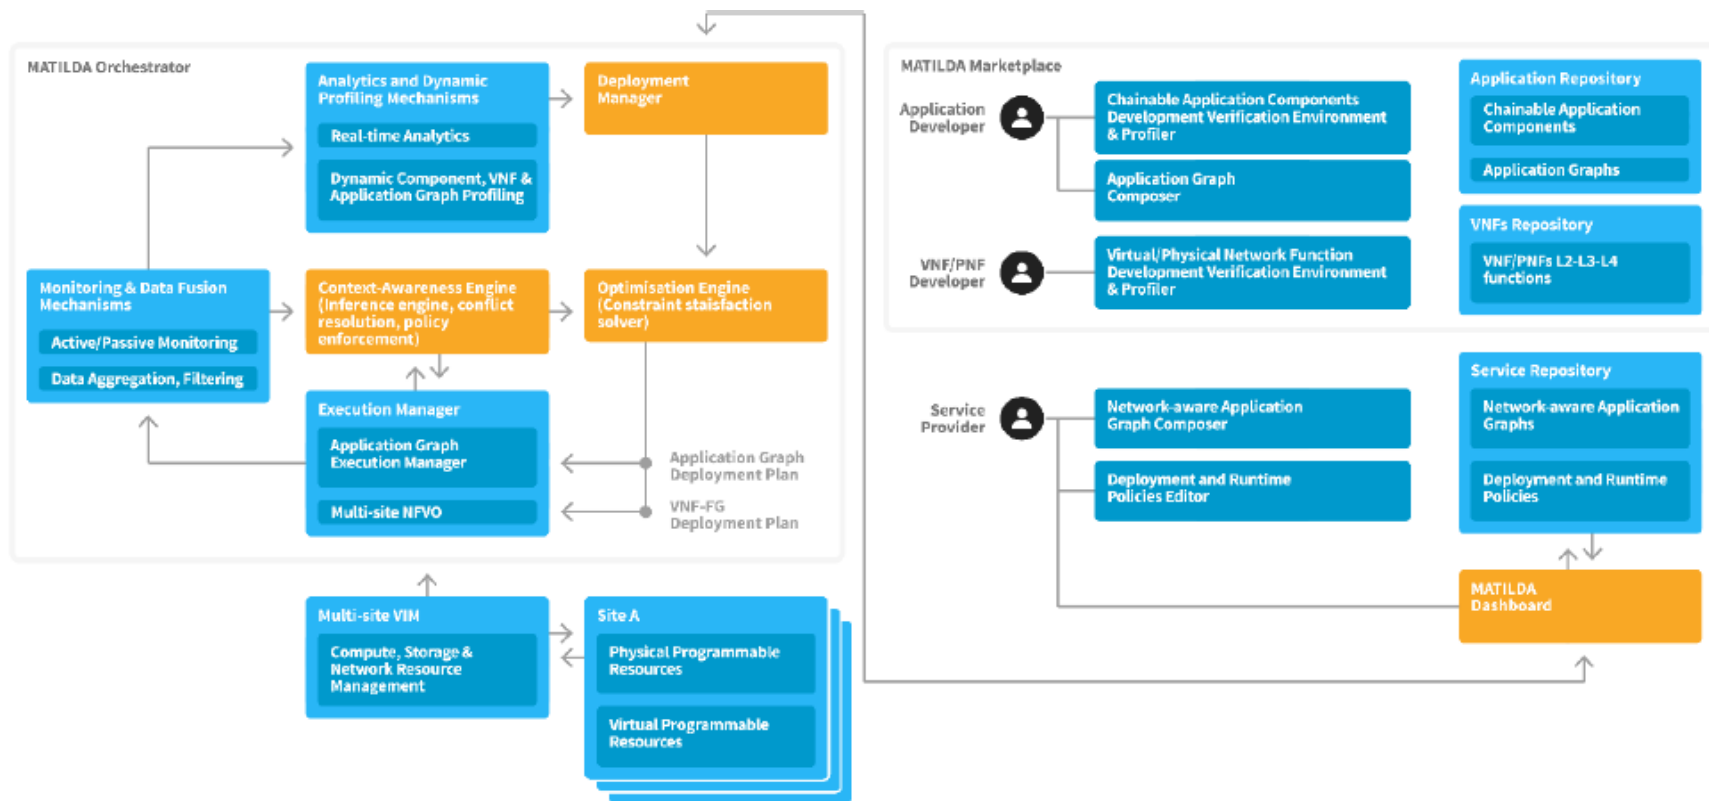 MATILDA Orchestrator
Analytics and Dynamic
Profiling Mechanisms
Real-time Analytics
Dynamic Component, VNF &
Application Graph Profiling
Deployment
Manager
Monitoring & Data Fusion
Mechanisms
Active/Passive Monitoring
Data Aggregation, Filtering
Context-Awareness Engine
(Inference engine, conflict
resolution, policy
enforcement)
Optimisation Engine
(Constraint staisfaction
solver)
Execution Manager
Application Graph
Execution Manager
Multi-site NFVO
Application Graph
Deployment Plan
VNF-FG
Deployment Plan
Multi-site VIM
Compute, Storage &
Network Resource
Management
Site A
Physical Programmable
Resources
Virtual Programmable
Resources
MATILDA Marketplace
Application
Developer
Chainable Application Components
Development Verification Environment
& Profiler
Application Graph
Composer
VNF/PNF
Developer
Virtual/Physical Network Function
Development Verification Environment
& Profiler
Application Repository
Chainable Application
Components
Application Graphs
VNFs Repository
VNF/PNFs L2-L3-L4
functions
Service
Provider
Network-aware Application
Graph Composer
Deployment and Runtime
Policies Editor
Service Repository
Network-aware Application
Graphs
Deployment and Runtime
Policies
MATILDA
Dashboard